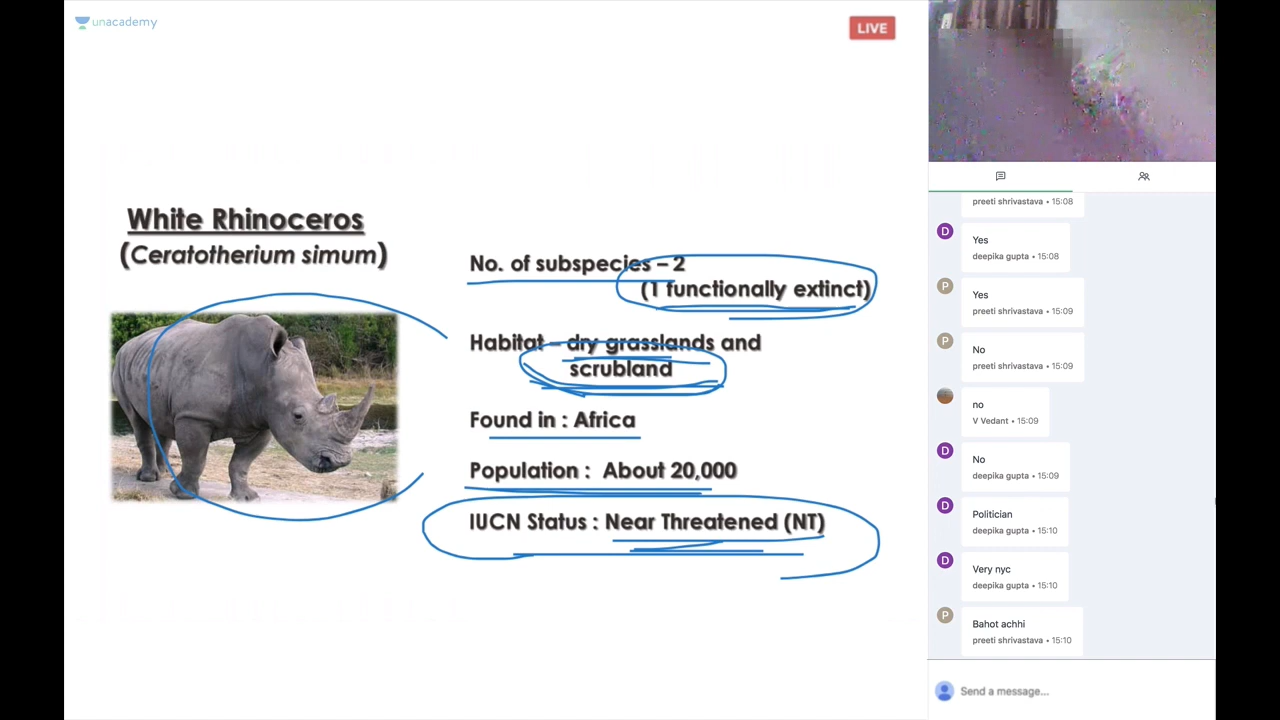 unacademy
LIVE
White Rhinoceros
(Ceratotherium simum)
No. of subspecies – 2
(1 functionally extinct)
Habitat – dry grasslands and
scrubland
Found in : Africa
Population : About 20,000
IUCN Status : Near Threatened (NT)
preeti shrivastava • 15:08
D
Yes
deepika gupta • 15:08
P
Yes
preeti shrivastava • 15:09
P
No
preeti shrivastava • 15:09
no
V Vedant • 15:09
D
No
deepika gupta • 15:09
D
Politician
deepika gupta • 15:10
D
Very nyc
deepika gupta • 15:10
P
Bahot achhi
preeti shrivastava • 15:10
Send a message...